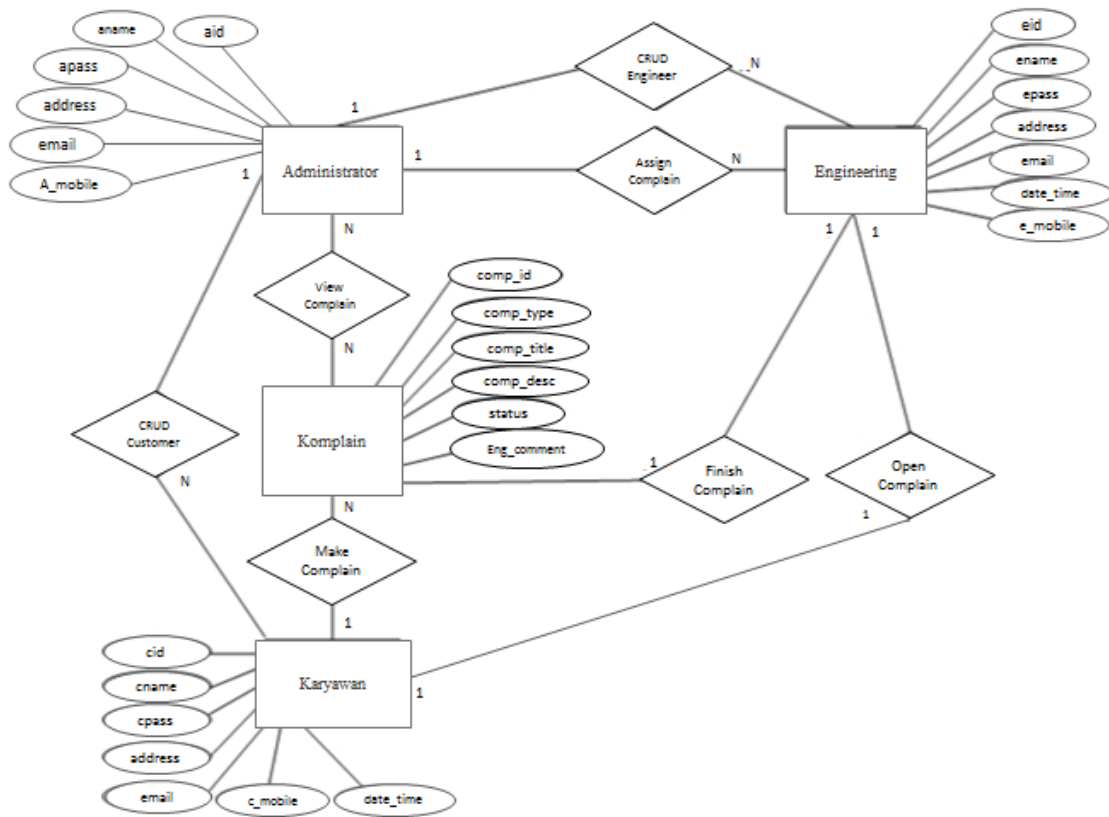 aname
aid
apass
address
email
A_mobile
1
Administrator
1
1
CRUD
Engineer
N
Assign
Complain
N
Engineering
eid
ename
epass
address
email
date_time
e_mobile
1
1
N
View
Complain
N
comp_id
comp_type
comp_title
comp_desc
status
Eng_comment
Komplain
CRUD
Customer
N
1
Finish
Complain
Open
Complain
1
N
Make
Complain
1
Karyawan
1
cid
cname
cpass
address
email
c_mobile
date_time